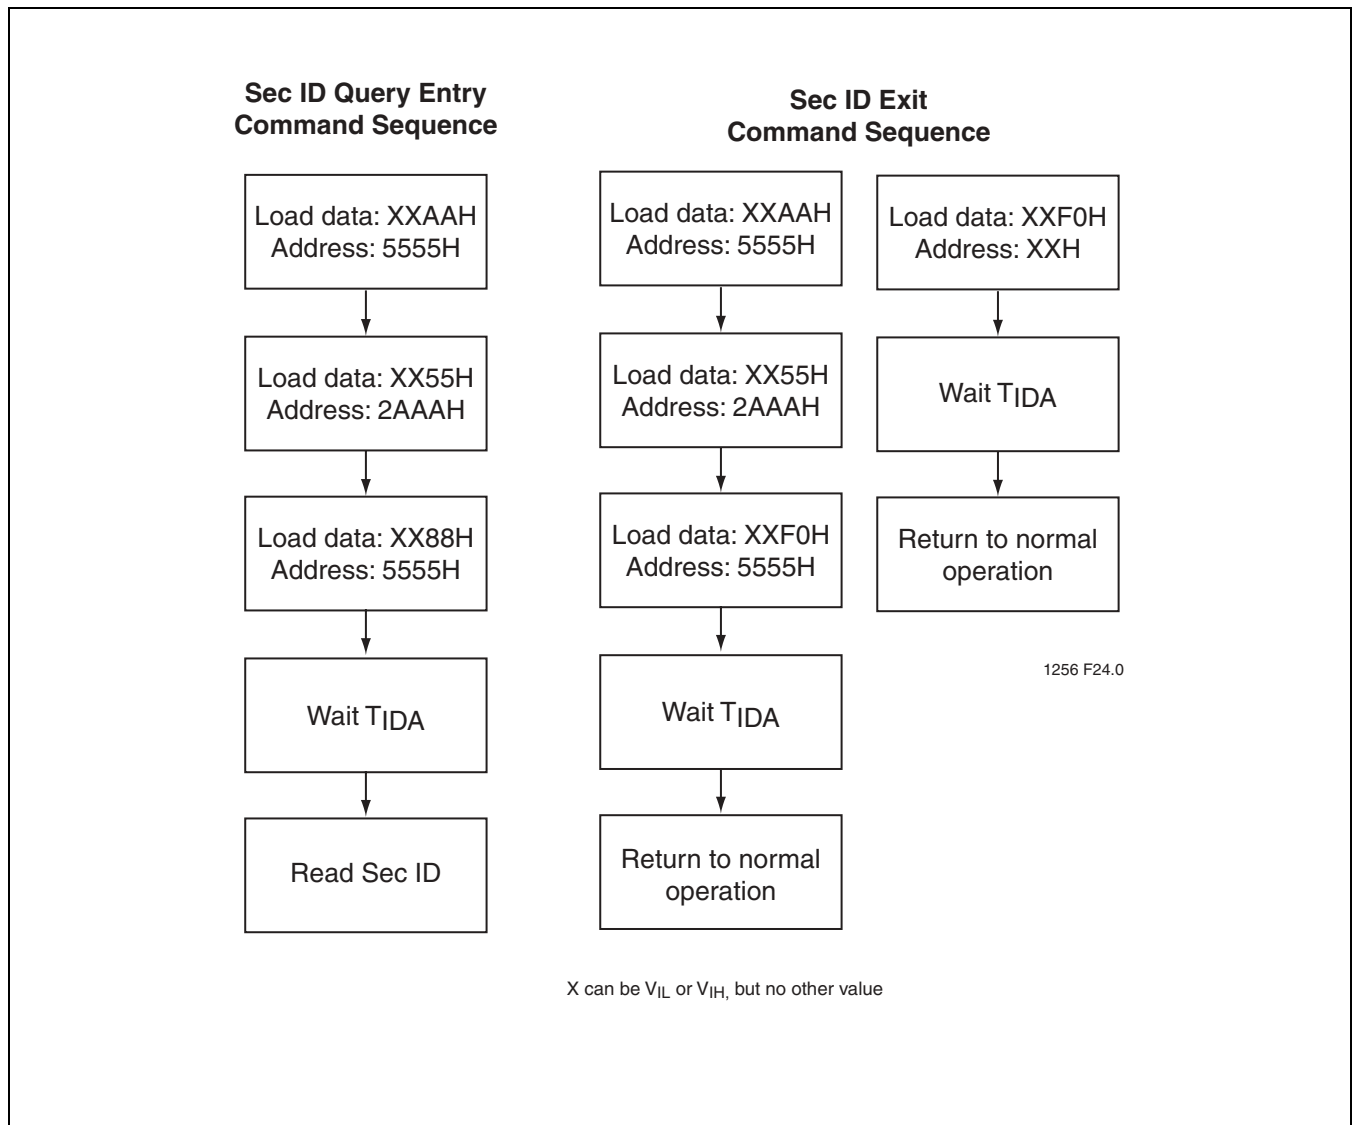 Sec ID Query Entry
Command Sequence
Load data: XXAAH
Address: 5555H
Load data: XX55H
Address: 2AAAH
Load data: XX88H
Address: 5555H
Wait TIDA
Read Sec ID
Sec ID Exit
Command Sequence
Load data: XXAAH
Address: 5555H
Load data: XX55H
Address: 2AAAH
Load data: XXF0H
Address: 5555H
Wait TIDA
Return to normal
operation
Load data: XXF0H
Address: XXH
Wait TIDA
Return to normal
operation
1256 F24.0
X can be VIL or VIH, but no other value